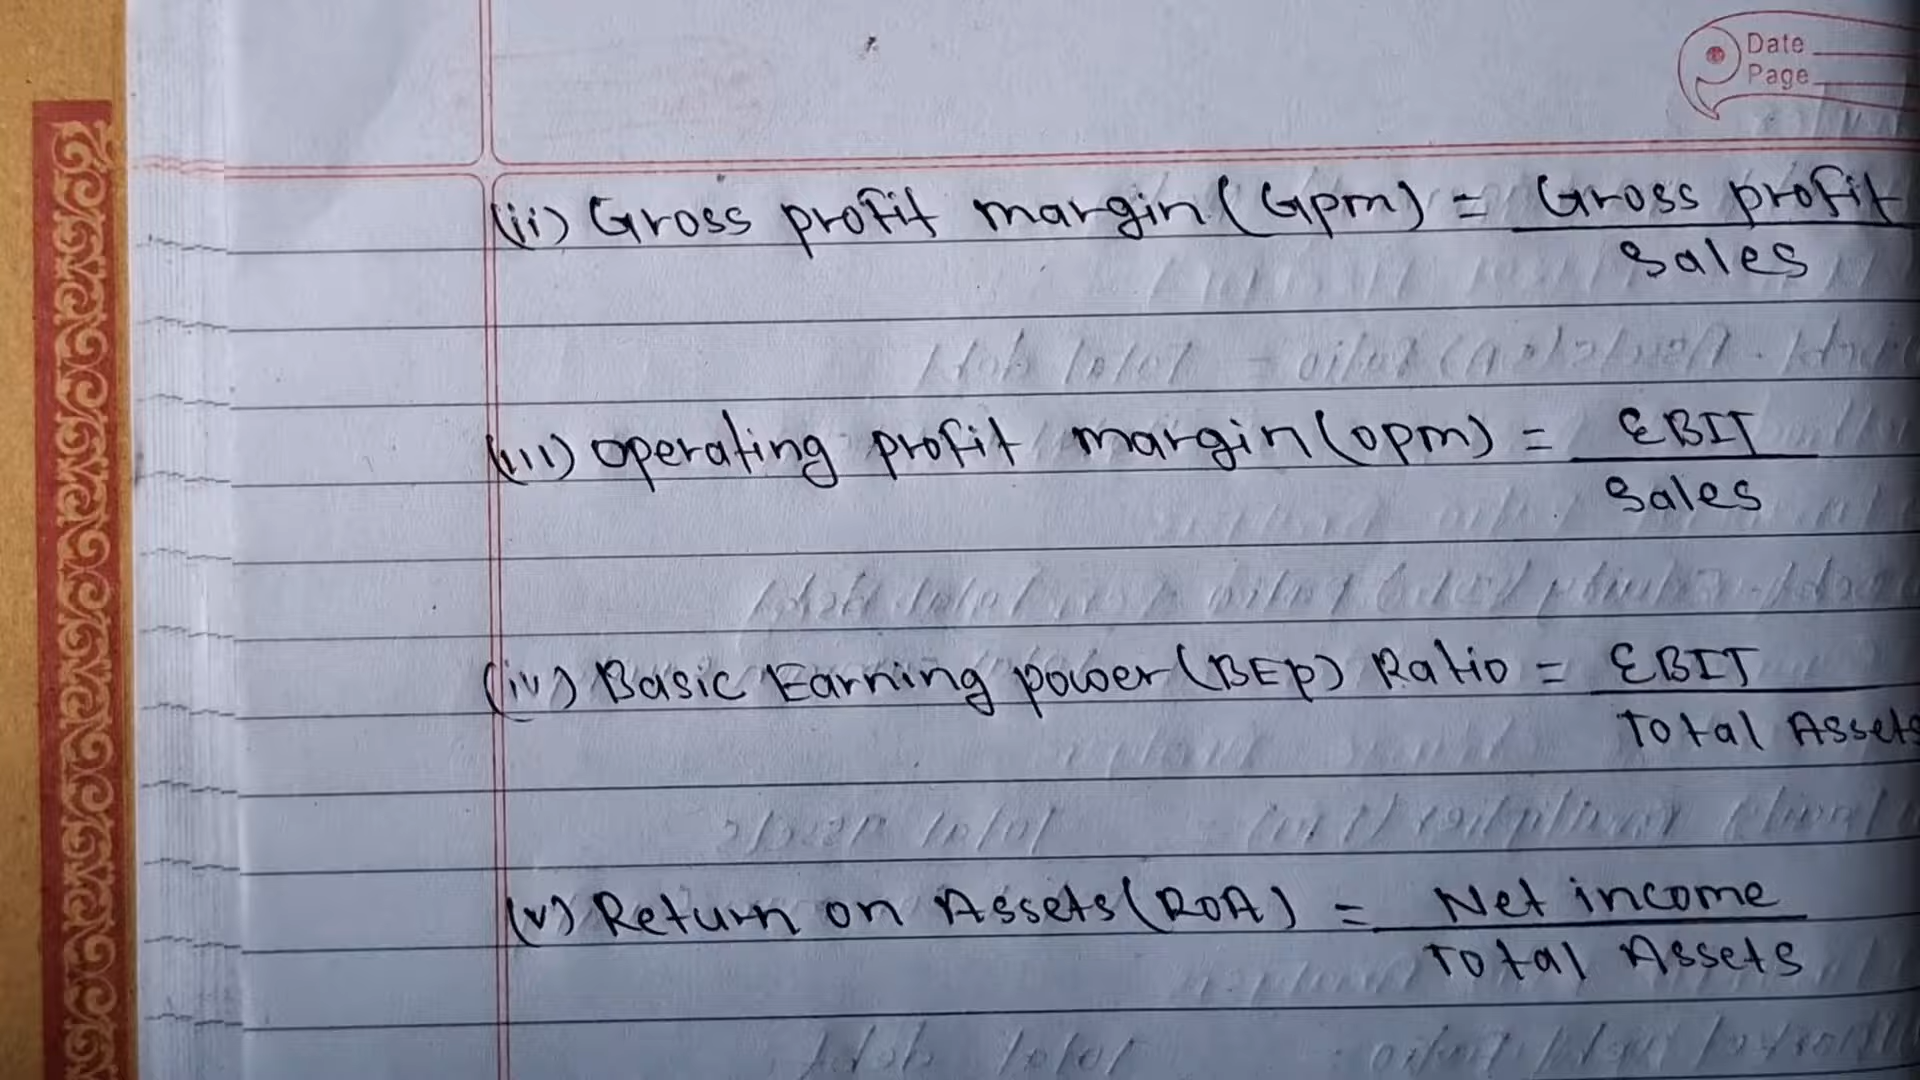 Date
Page
(ii) Gross profit margin (GPM) = Gross profit
Sales
(iii) Operating profit margin (OPM) = EBIT
Sales
(iv) Basic Earning power (BEP) Ratio = EBIT
Total Assets
(v) Return on Assets (ROA) = Net income
Total Assets